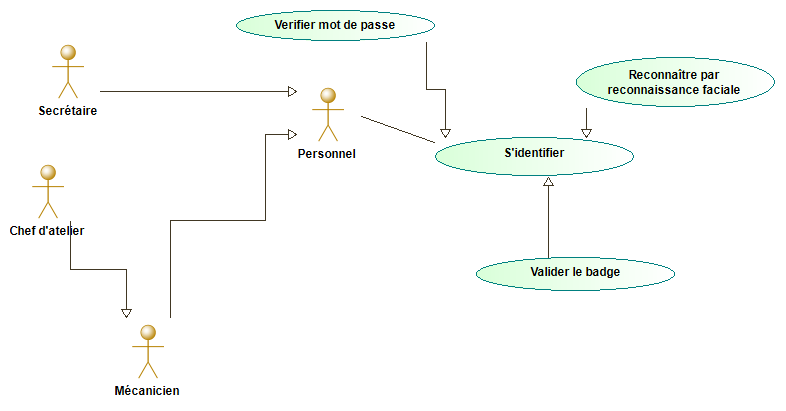 Verifier mot de passe
Reconnaître par
reconnaissance faciale
Secrétaire
Personnel
S'identifier
Chef d'atelier
Valider le badge
Mécanicien